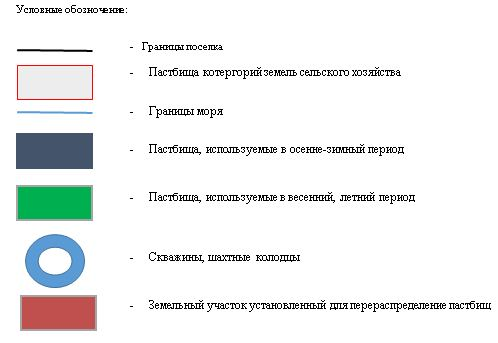 Условные обозначение:
- Границы поселка
- Пастбища котергорий земель сельского хозяйства
- Границы моря
- Пастбища, используемые в осенне-зимный период
- Пастбища, используемые в весенний, летний период
- Скважины, шахтные колодцы
- Земельный участок установленный для перераспределение пастбищ